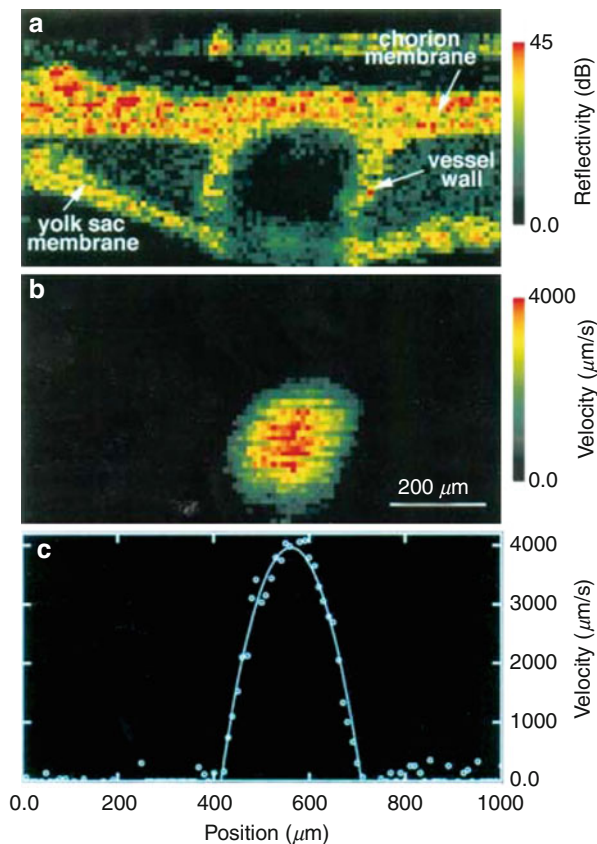 a
chorion
membrane
vessel
wall
yolk sac
membrane
45
0.0
Reflectivity (dB)
b
200 μm
4000
0.0
Velocity (μm/s)
c
4000
3000
2000
1000
0.0
Velocity (μm/s)
0.0 200 400 600 800 1000
Position (μm)